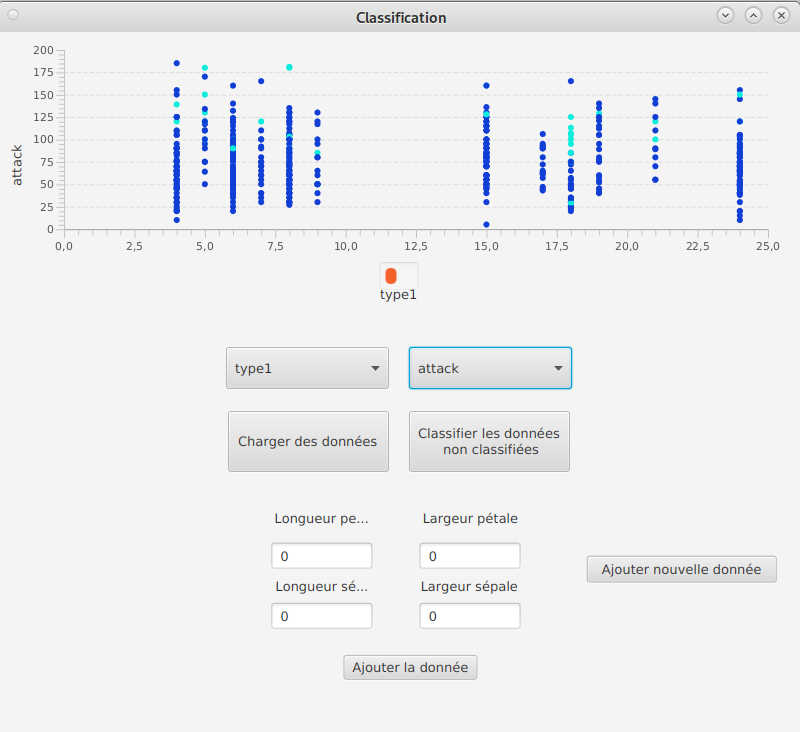 Classification
200
175
150
125
100
75
50
25
0
attack
0,0 2,5 5,0 7,5 10,0 12,5 15,0 17,5 20,0 22,5 25,0
type1
type1 attack
Charger des données
Classifier les données
non classifiées
Longueur pe... Largeur pétale
0 0
Ajouter nouvelle donnée
Longueur sé... Largeur sépale
0 0
Ajouter la donnée